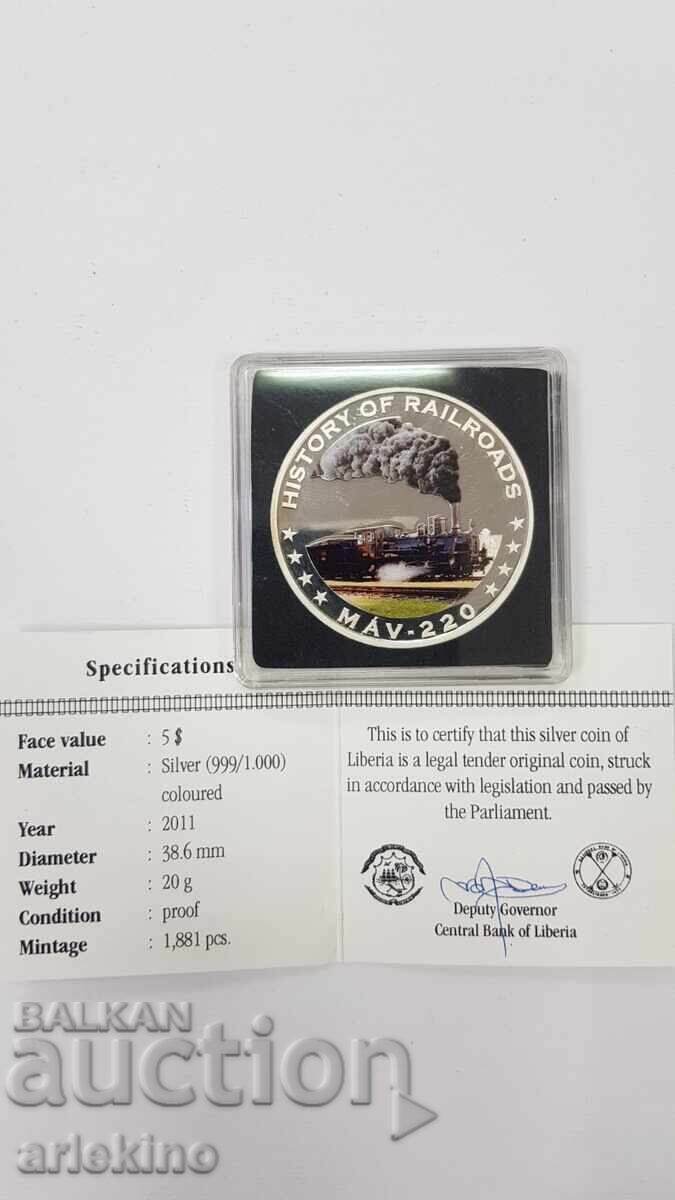 HISTORY OF RAILROADS
MÁV-220
Specifications
Face value : 5 $
Material : Silver (999/1.000)
coloured
Year : 2011
Diameter : 38.6 mm
Weight : 20 g
Condition : proof
Mintage : 1,881 pcs.
This is to certify that this silver coin of
Liberia is a legal tender original coin, struck
in accordance with legislation and passed by
the Parliament.
Deputy Governor
Central Bank of Liberia
BALKAN
auction
arlekino